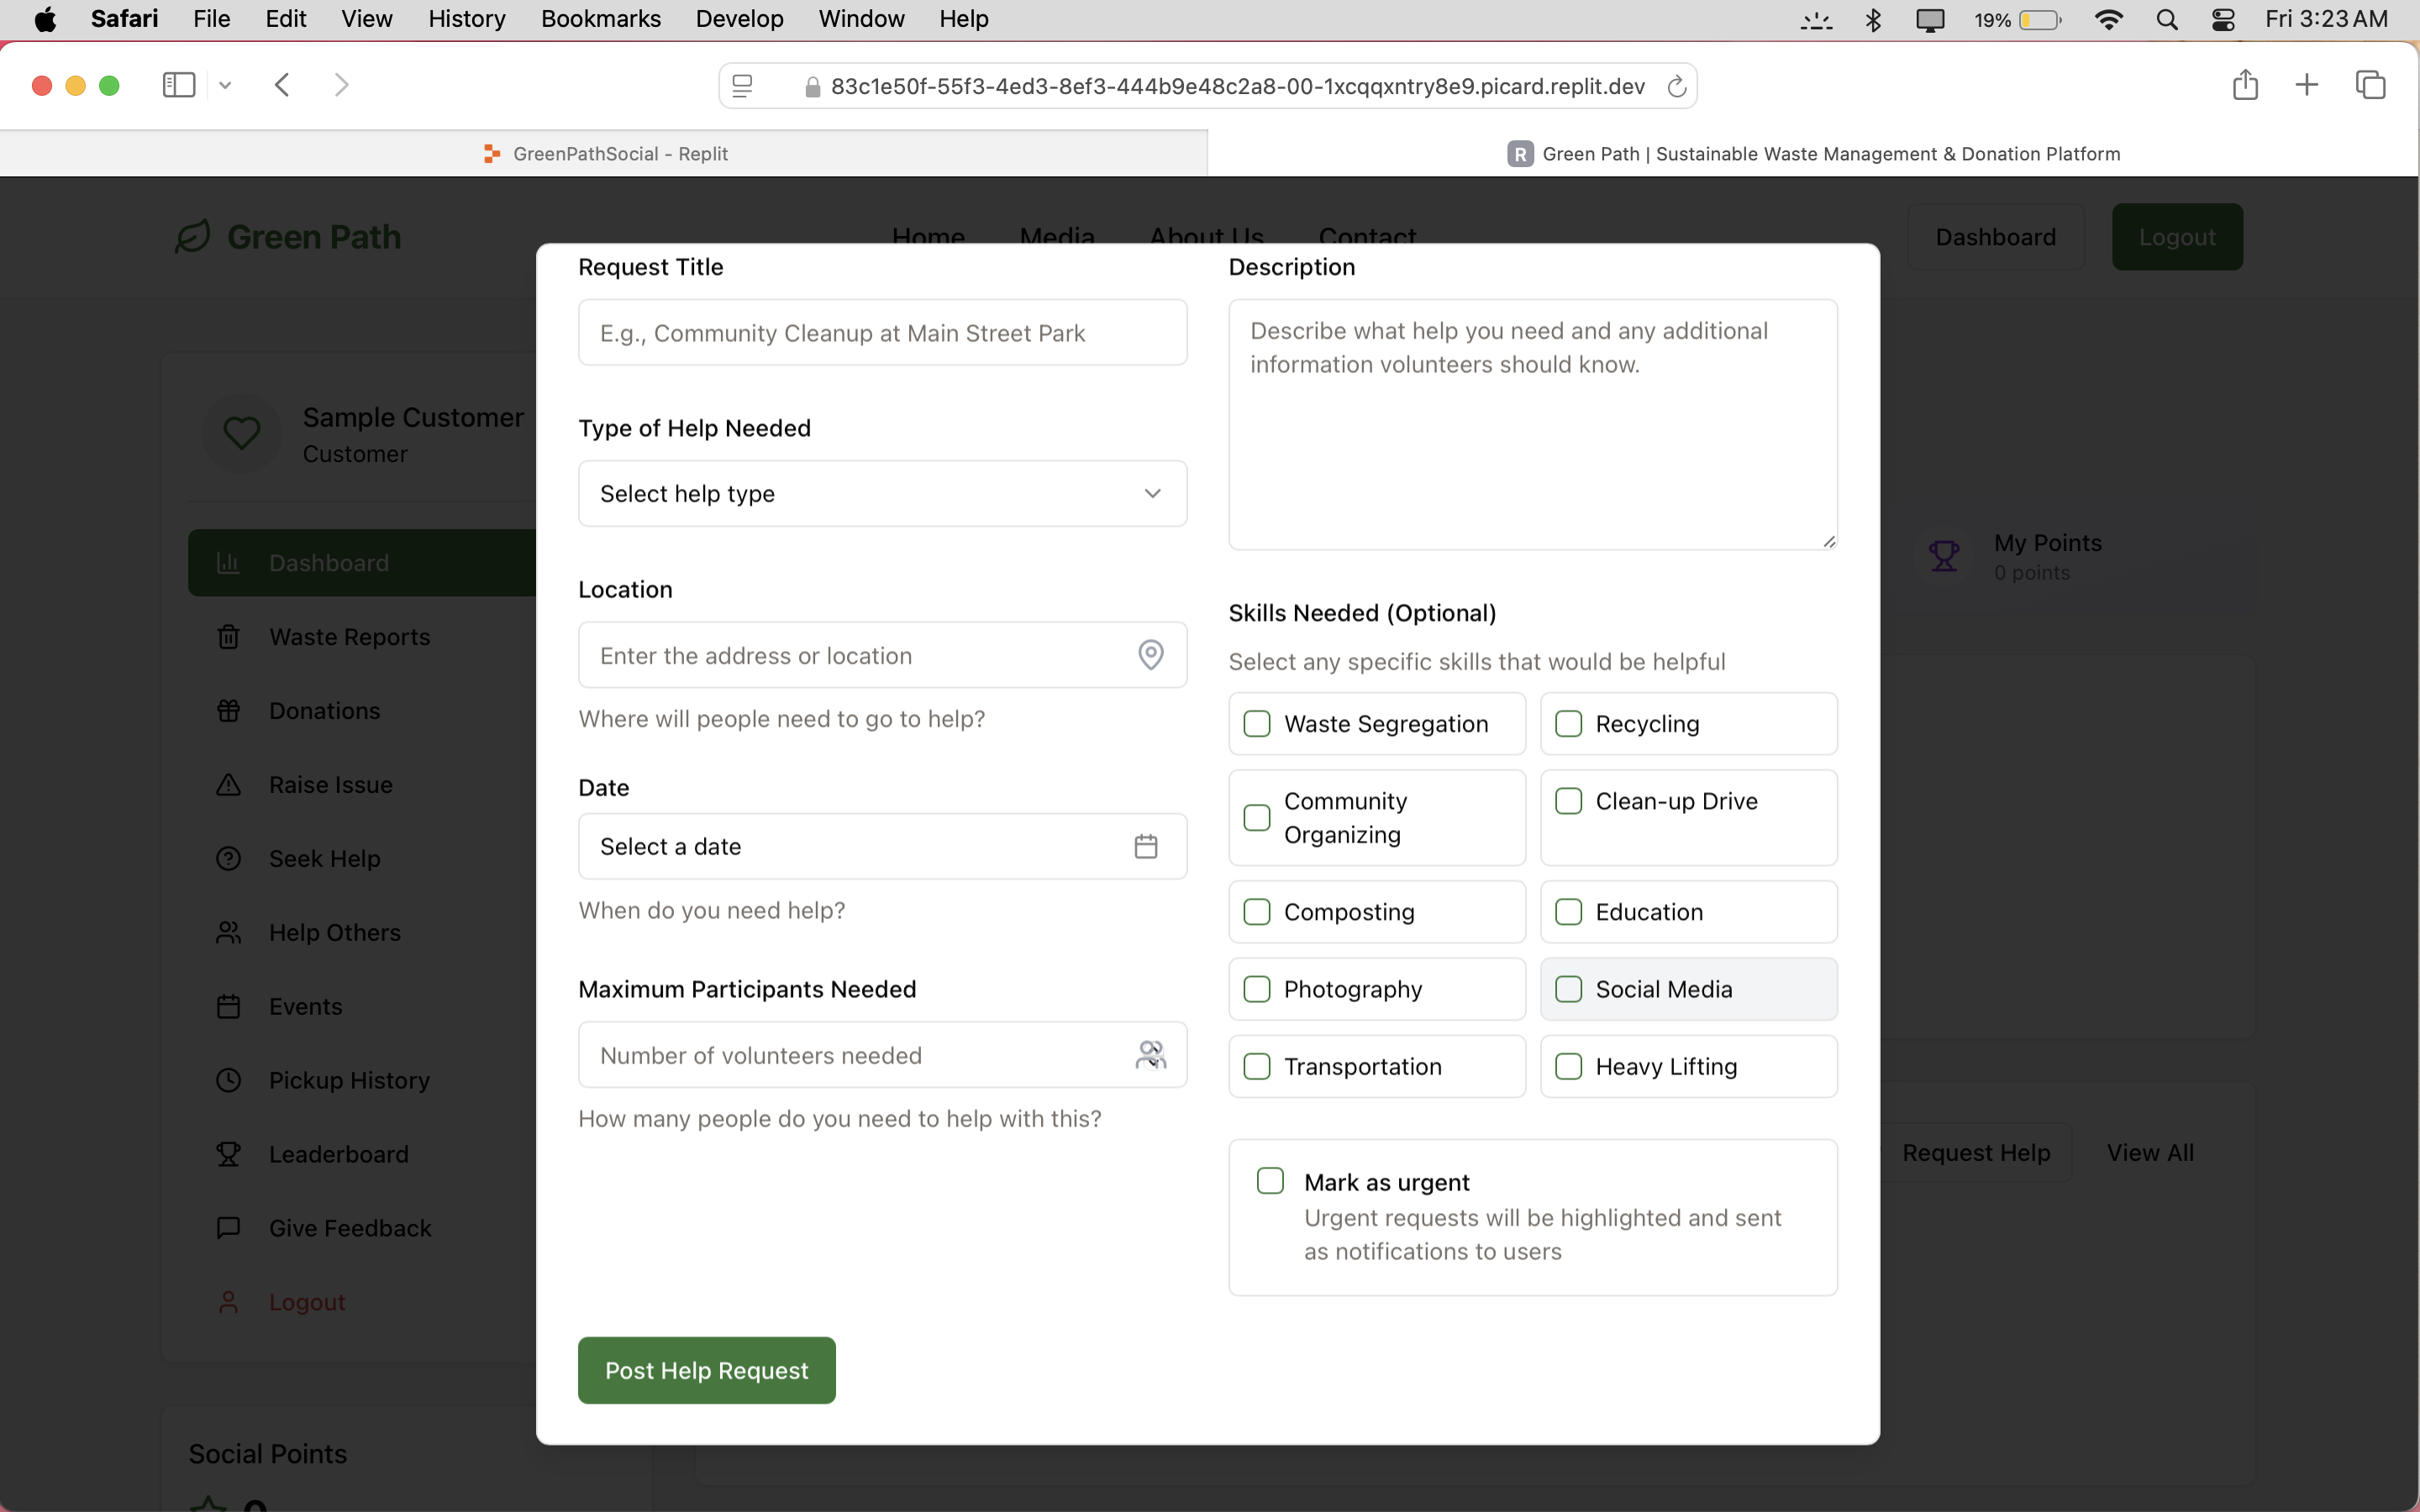 Safari File Edit View History Bookmarks Develop Window Help 19% Fri 3:23 AM
83c1e50f-55f3-4ed3-8ef3-444b9e48c2a8-00-1xcqqxntry8e9.picard.replit.dev
GreenPathSocial - Replit
R Green Path | Sustainable Waste Management & Donation Platform
Green Path
Home Media About Us Contact
Dashboard Logout
Sample Customer
Customer
Dashboard
Waste Reports
Donations
Raise Issue
Seek Help
Help Others
Events
Pickup History
Leaderboard
Give Feedback
Logout
Social Points
0
Request Title
E.g., Community Cleanup at Main Street Park
Type of Help Needed
Select help type
Location
Enter the address or location
Where will people need to go to help?
Date
Select a date
When do you need help?
Maximum Participants Needed
Number of volunteers needed
How many people do you need to help with this?
Post Help Request
Description
Describe what help you need and any additional
information volunteers should know.
Skills Needed (Optional)
Select any specific skills that would be helpful
Waste Segregation
Recycling
Community
Organizing
Clean-up Drive
Composting
Education
Photography
Social Media
Transportation
Heavy Lifting
Mark as urgent
Urgent requests will be highlighted and sent
as notifications to users
My Points
0 points
Request Help View All